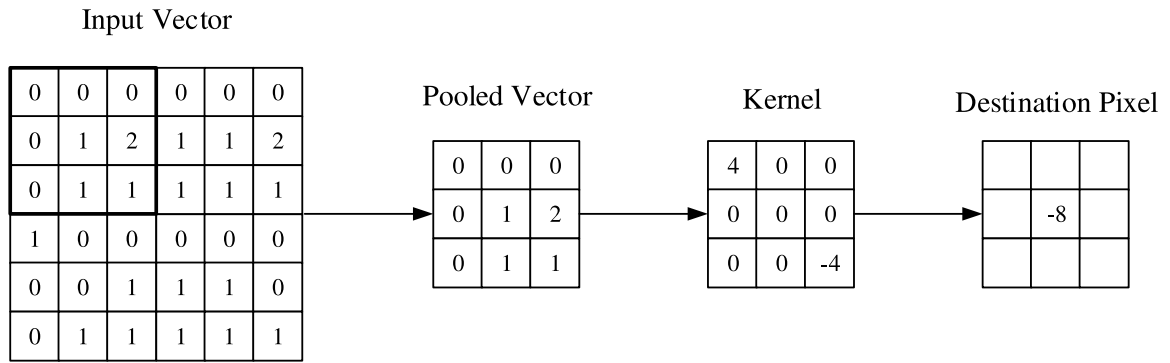 Input Vector
0 0 0 0 0 0
0 1 2 1 1 2
0 1 1 1 1 1
1 0 0 0 0 0
0 0 1 1 1 0
0 1 1 1 1 1
Pooled Vector
0 0 0
0 1 2
0 1 1
Kernel
4 0 0
0 0 0
0 0 -4
Destination Pixel
-8